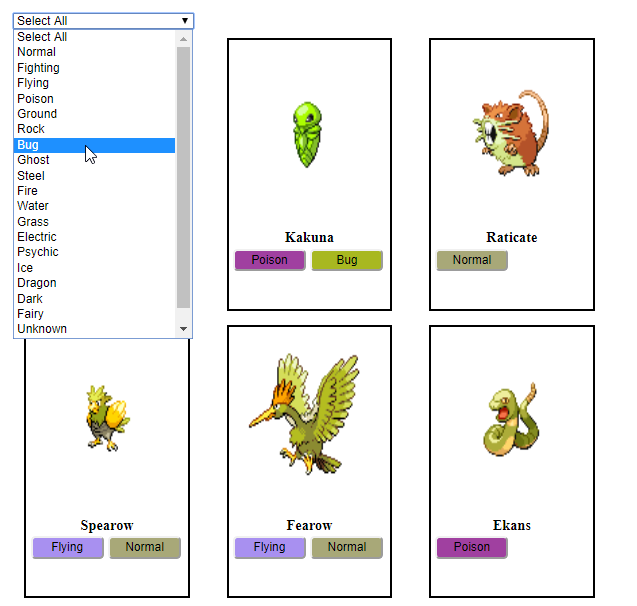 Select All
Select All
Normal
Fighting
Flying
Poison
Ground
Rock
Bug
Ghost
Steel
Fire
Water
Grass
Electric
Psychic
Ice
Dragon
Dark
Fairy
Unknown
Kakuna
Poison Bug
Raticate
Normal
Spearow
Flying Normal
Fearow
Flying Normal
Ekans
Poison